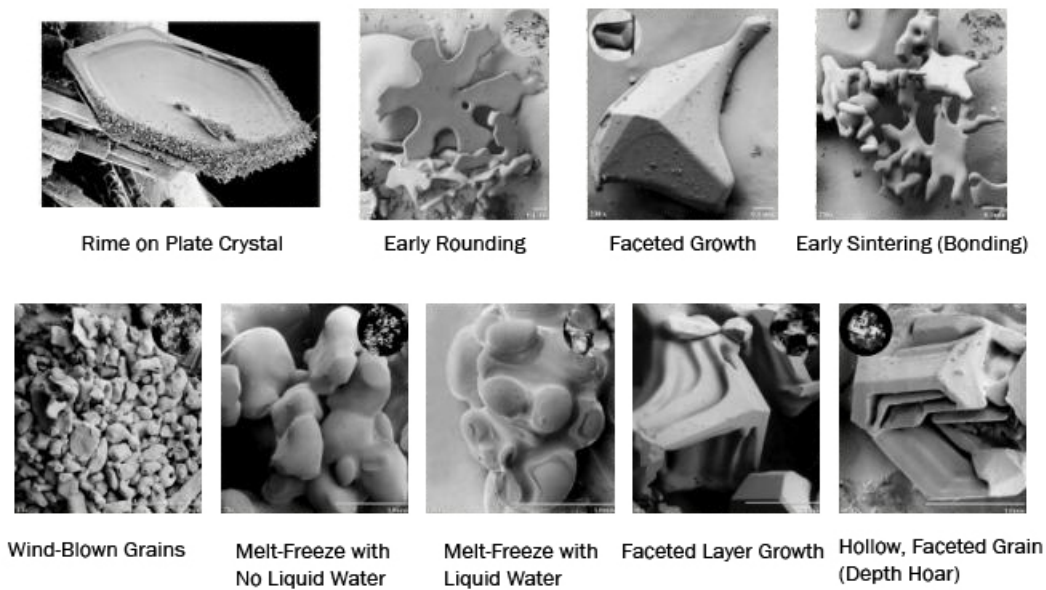 Rime on Plate Crystal
Early Rounding
Faceted Growth
Early Sintering (Bonding)
Wind-Blown Grains
Melt-Freeze with
No Liquid Water
Melt-Freeze with
Liquid Water
Faceted Layer Growth
Hollow, Faceted Grain
(Depth Hoar)